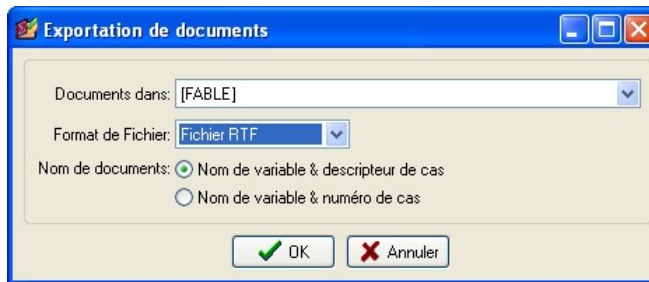 Exportation de documents
Documents dans: [FABLE]
Format de Fichier: Fichier RTF
Nom de documents: Nom de variable & descripteur de cas
Nom de variable & numéro de cas
OK Annuler